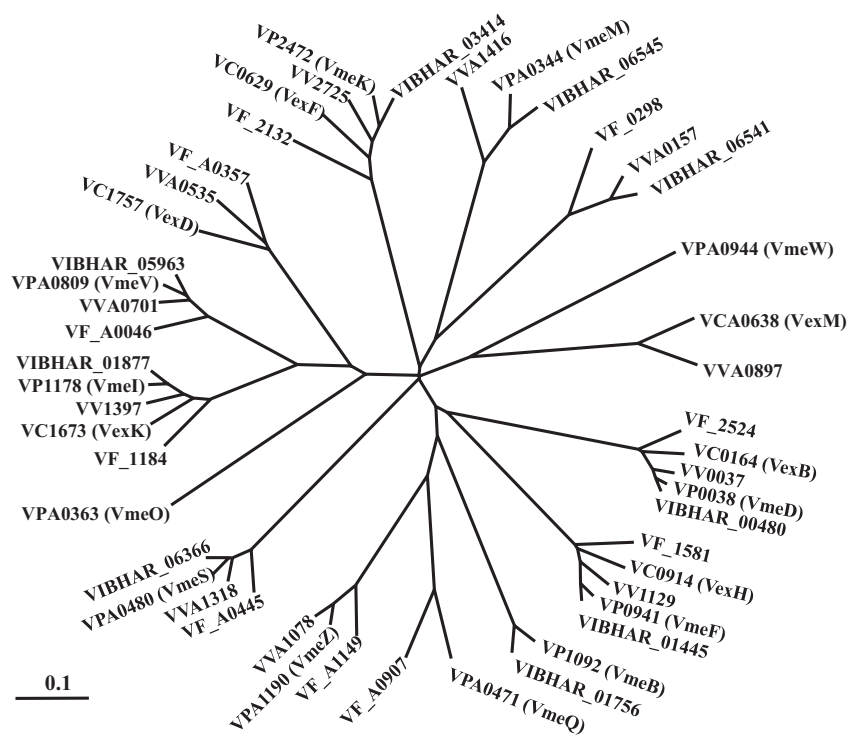 VIBHAR_03414
VP2472 (VmeK)
VV2725
VC0629 (VexF)
VF_2132
VVA1416
VPA0344 (VmeM)
VIBHAR_06545
VF_0298
VVA0157
VIBHAR_06541
VPA0944 (VmeW)
VCA0638 (VexM)
VVA0897
VF_2524
VC0164 (VexB)
VV0037
VP0038 (VmeD)
VIBHAR_00480
VF_1581
VC0914 (VexH)
VV1129
VP0941 (VmeF)
VIBHAR_01445
VP1092 (VmeB)
VIBHAR_01756
VPA0471 (VmeQ)
VF_A0907
VF_A1149
VPA1190 (VmeZ)
VVA1078
VF_A0445
VVA1318
VPA0480 (VmeS)
VIBHAR_06366
VPA0363 (VmeO)
VF_1184
VC1673 (VexK)
VV1397
VP1178 (VmeI)
VIBHAR_01877
VF_A0046
VVA0701
VPA0809 (VmeV)
VIBHAR_05963
VC1757 (VexD)
VVA0535
VF_A0357
0.1